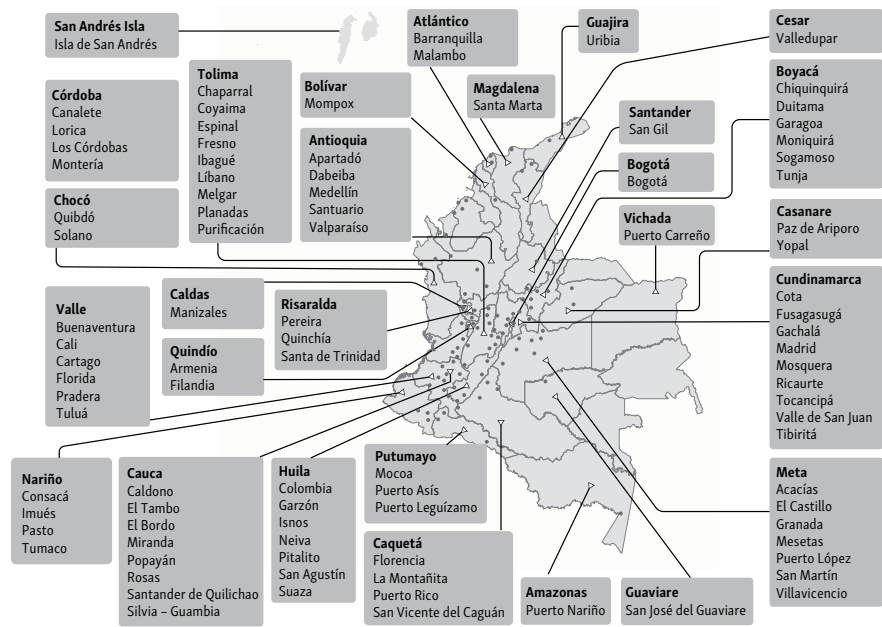 San Andrés Isla
Isla de San Andrés
Atlántico
Barranquilla
Malambo
Guajira
Uribia
Cesar
Valledupar
Córdoba
Canalete
Lorica
Los Córdobas
Montería
Tolima
Chaparral
Coyaima
Espinal
Fresno
Ibagué
Líbano
Melgar
Planadas
Purificación
Bolívar
Mompox
Magdalena
Santa Marta
Boyacá
Chiquinquirá
Duitama
Garagoa
Moniquirá
Sogamoso
Tunja
Santander
San Gil
Antioquia
Apartadó
Dabeiba
Medellín
Santuario
Valparaíso
Bogotá
Bogotá
Chocó
Quibdó
Solano
Vichada
Puerto Carreño
Casanare
Paz de Ariporo
Yopal
Valle
Buenaventura
Cali
Cartago
Florida
Pradera
Tuluá
Caldas
Manizales
Risaralda
Pereira
Quinchía
Santa de Trinidad
Quindío
Armenia
Filandia
Cundinamarca
Cota
Fusagasugá
Gachalá
Madrid
Mosquera
Ricaurte
Tocancipá
Valle de San Juan
Tibiritá
Nariño
Consacá
Imués
Pasto
Tumaco
Cauca
Caldono
El Tambo
El Bordo
Miranda
Popayán
Rosas
Santander de Quilichao
Silvia – Guambia
Huila
Colombia
Garzón
Isnos
Neiva
Pitalito
San Agustín
Suaza
Putumayo
Mocoa
Puerto Asís
Puerto Leguízamo
Caquetá
Florencia
La Montañita
Puerto Rico
San Vicente del Caguán
Amazonas
Puerto Nariño
Guaviare
San José del Guaviare
Meta
Acacías
El Castillo
Granada
Mesetas
Puerto López
San Martín
Villavicencio